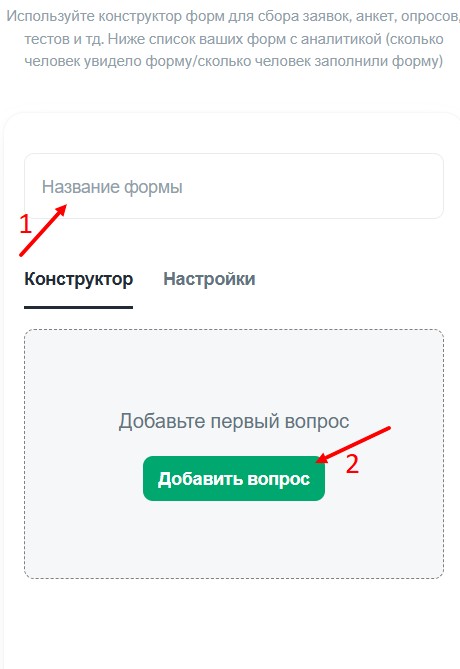 Используйте конструктор форм для сбора заявок, анкет, опросов,
тестов и тд. Ниже список ваших форм с аналитикой (сколько
человек увидело форму/сколько человек заполнили форму)
Название формы
1
Конструктор Настройки
Добавьте первый вопрос
2
Добавить вопрос